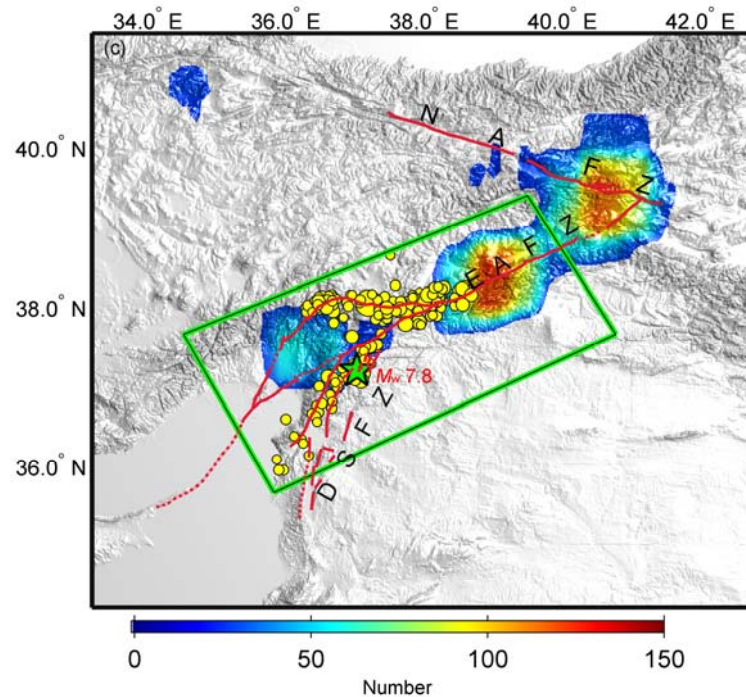 34.0° E 36.0° E 38.0° E 40.0° E 42.0° E
(c)
N A F Z
40.0° N
E A F Z
38.0° N
Mw 7.8
D S F Z
36.0° N
0 50 100 150
Number